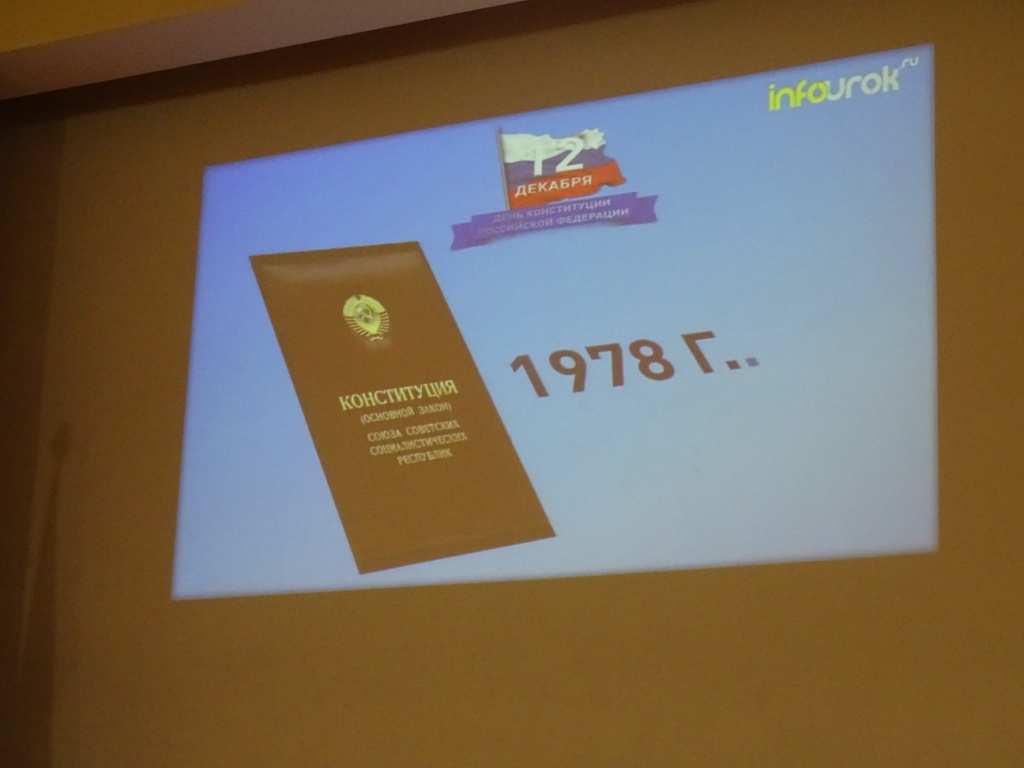 infourok.ru
12
ДЕКАБРЯ
ДЕНЬ КОНСТИТУЦИИ
РОССИЙСКОЙ ФЕДЕРАЦИИ
КОНСТИТУЦИЯ
(ОСНОВНОЙ ЗАКОН)
СОЮЗА СОВЕТСКИХ
СОЦИАЛИСТИЧЕСКИХ
РЕСПУБЛИК
1978 Г..